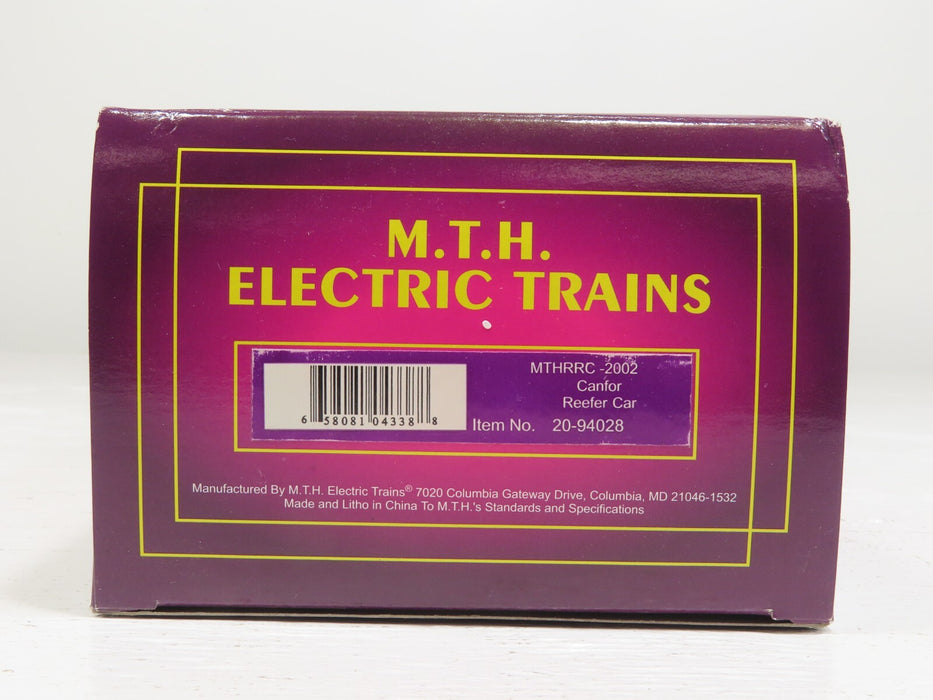 M.T.H.
ELECTRIC TRAINS
MTHRRC -2002
Canfor
Reefer Car
Item No. 20-94028
6 58081 04338 8
Manufactured By M.T.H. Electric Trains® 7020 Columbia Gateway Drive, Columbia, MD 21046-1532
Made and Litho in China To M.T.H.'s Standards and Specifications